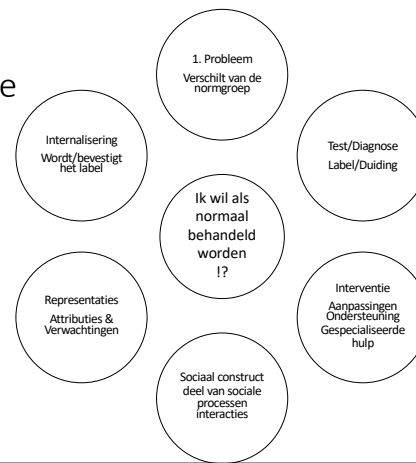 e
1. Probleem
Verschilt van de
normgroep
Internalisering
Wordt/bevestigt
het label
Test/Diagnose
Label/Duiding
Ik wil als
normaal
behandeld
worden
!?
Representaties
Attributies &
Verwachtingen
Interventie
Aanpassingen
Ondersteuning
Gespecialiseerde
hulp
Sociaal construct
deel van sociale
processen
interacties